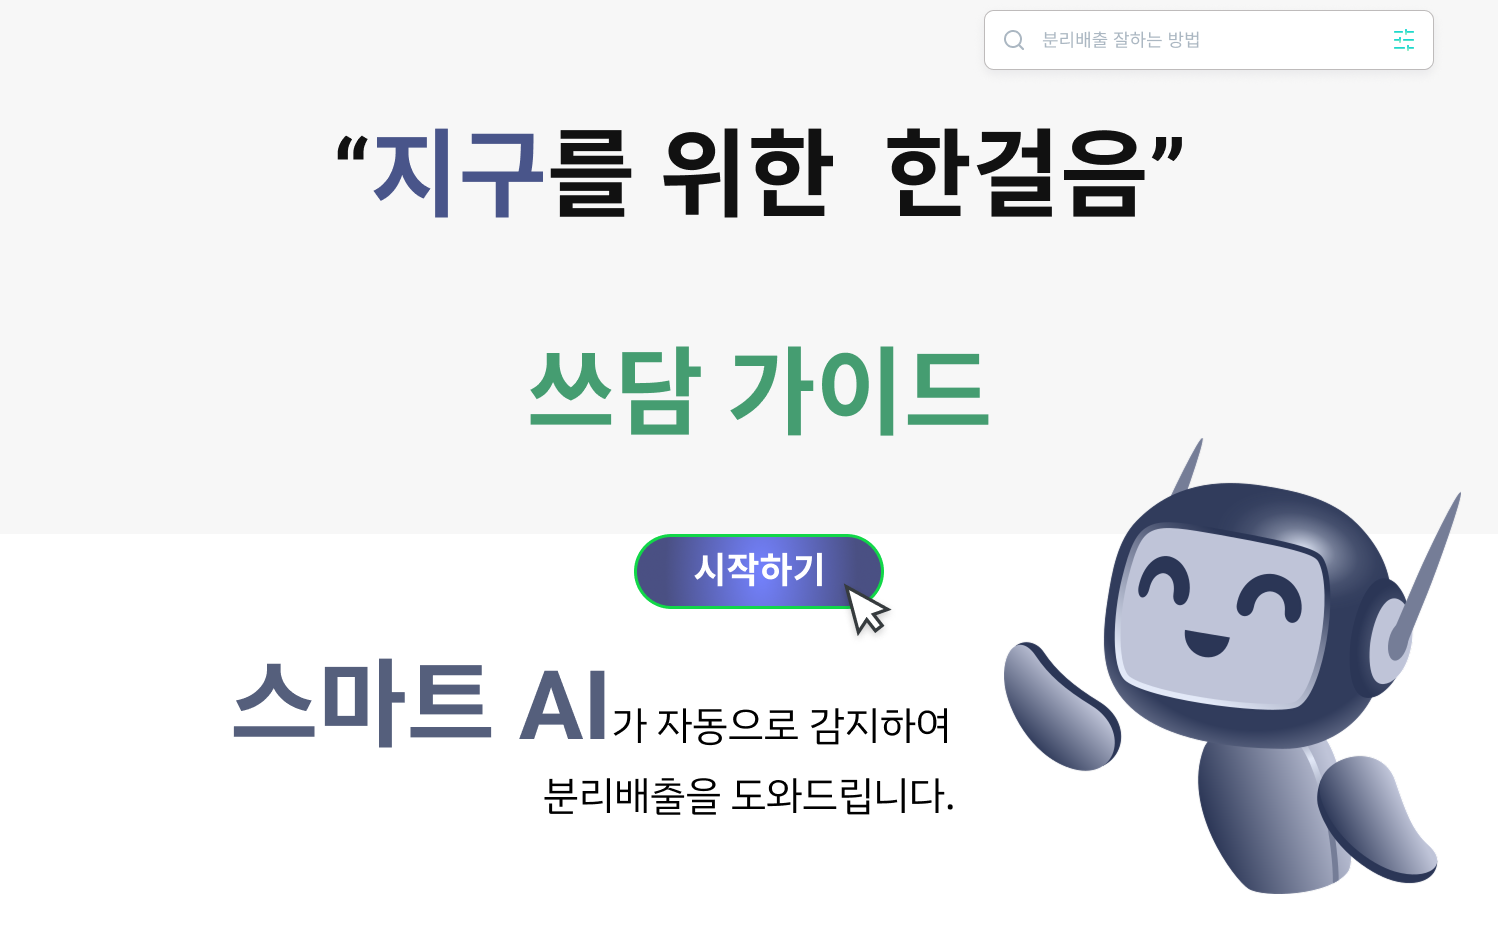 분리배출 잘하는 방법
“지구를 위한 한걸음”
쓰담 가이드
시작하기
스마트 AI가 자동으로 감지하여
분리배출을 도와드립니다.